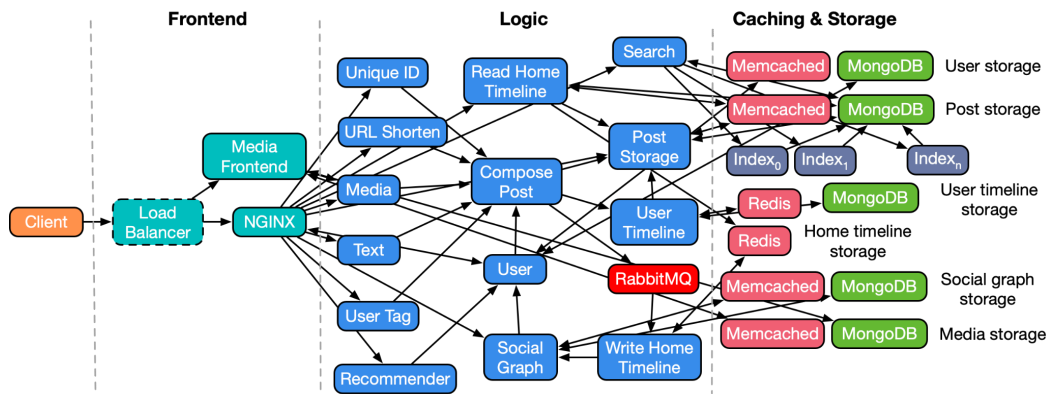 Frontend
Logic
Caching & Storage
Client
Load
Balancer
Media
Frontend
NGINX
Unique ID
URL Shorten
Media
Text
User Tag
Recommender
Read Home
Timeline
Compose
Post
User
Social
Graph
Search
Post
Storage
User
Timeline
RabbitMQ
Write Home
Timeline
Memcached
MongoDB
User storage
Memcached
MongoDB
Post storage
Index0
Index1
Indexn
Redis
MongoDB
User timeline
storage
Redis
Home timeline
storage
Memcached
MongoDB
Social graph
storage
Memcached
MongoDB
Media storage